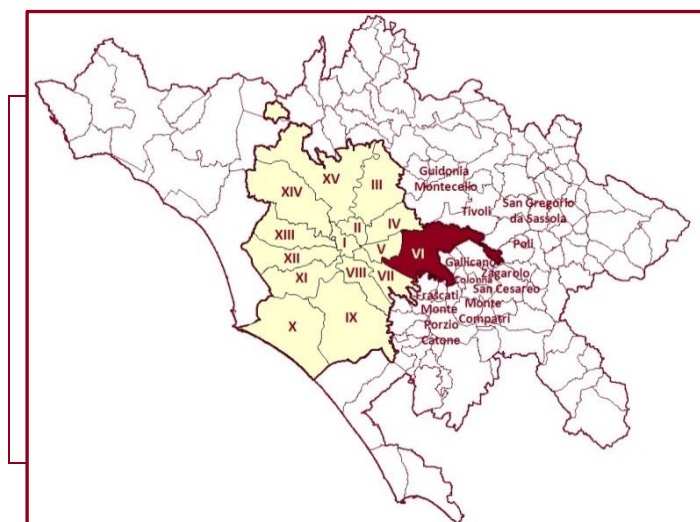 XV
III
XIV
Guidonia
Montecelio
San Gregorio
da Sassola
Tivoli
IV
II
XIII
I
V
VI
Poli
XII
Gallicano
VIII
VII
Zagarolo
XI
Colonna
San Cesareo
Frascati
Monte
Monte
Compatri
X
IX
Porzio
Catone